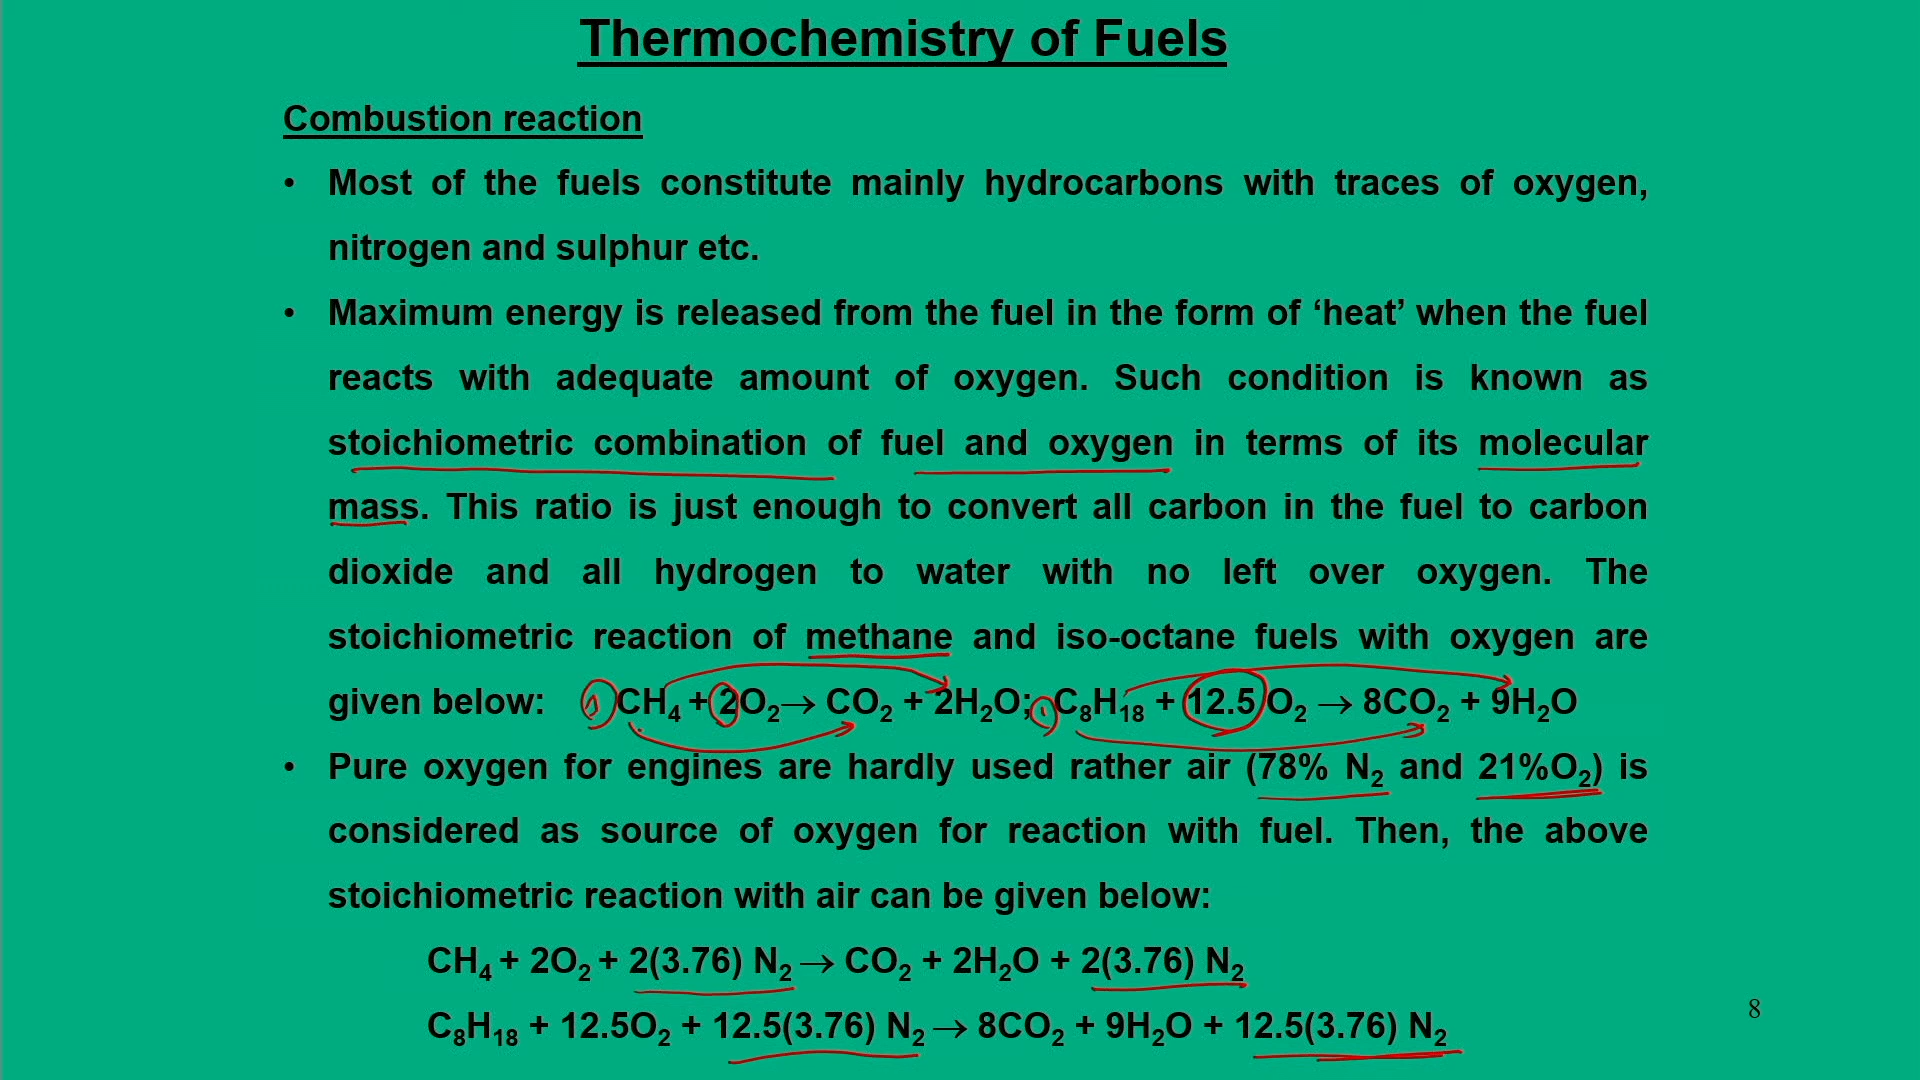 Thermochemistry of Fuels
Combustion reaction
• Most of the fuels constitute mainly hydrocarbons with traces of oxygen,
nitrogen and sulphur etc.
• Maximum energy is released from the fuel in the form of ‘heat’ when the fuel
reacts with adequate amount of oxygen. Such condition is known as
stoichiometric combination of fuel and oxygen in terms of its molecular
mass. This ratio is just enough to convert all carbon in the fuel to carbon
dioxide and all hydrogen to water with no left over oxygen. The
stoichiometric reaction of methane and iso-octane fuels with oxygen are
given below: 1 CH₄ + 2O₂→ CO₂ + 2H₂O; 1 C₈H₁₈ + 12.5 O₂ → 8CO₂ + 9H₂O
• Pure oxygen for engines are hardly used rather air (78% N₂ and 21%O₂) is
considered as source of oxygen for reaction with fuel. Then, the above
stoichiometric reaction with air can be given below:
CH₄ + 2O₂ + 2(3.76) N₂ → CO₂ + 2H₂O + 2(3.76) N₂
C₈H₁₈ + 12.5O₂ + 12.5(3.76) N₂ → 8CO₂ + 9H₂O + 12.5(3.76) N₂
8